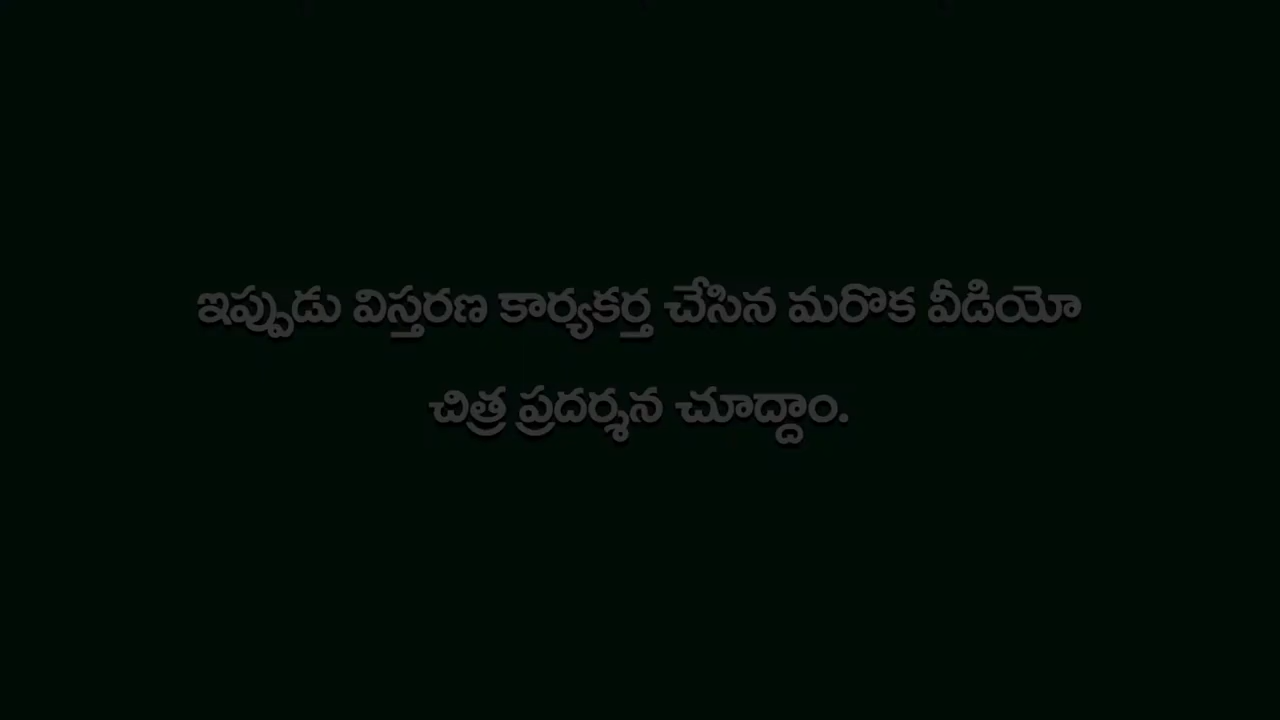 ఇప్పుడు విస్తరణ కార్యకర్త చేసిన మరొక వీడియో
చిత్ర ప్రదర్శన చూద్దాం.